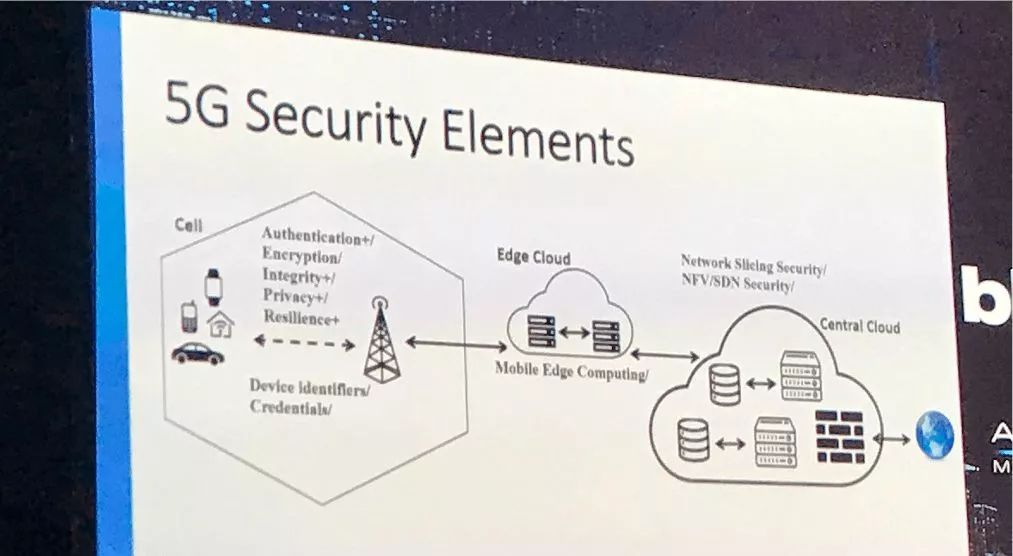 5G Security Elements
Cell
Authentication+/
Encryption/
Integrity+/
Privacy+/
Resilience+
Device identifiers/
Credentials/
Edge Cloud
Mobile Edge Computing/
Network Slicing Security/
NFV/SDN Security/
Central Cloud
b
A
M